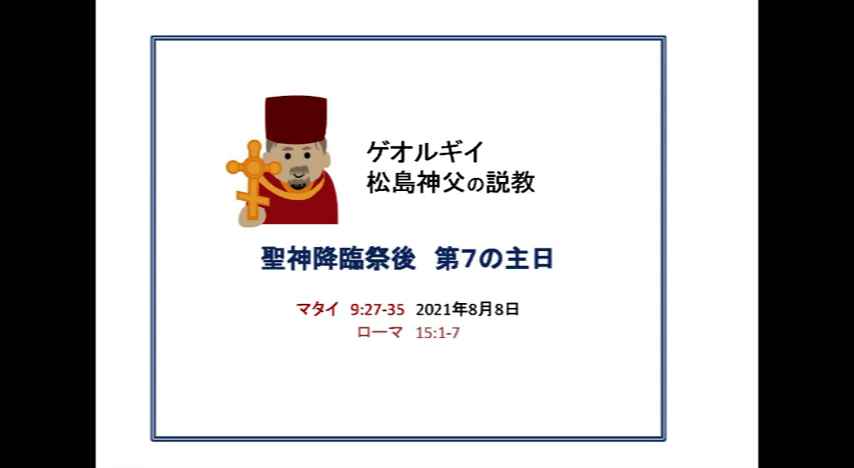 ゲオルギイ
松島神父の説教
聖神降臨祭後 第7の主日
マタイ 9:27-35 2021年8月8日
ローマ 15:1-7